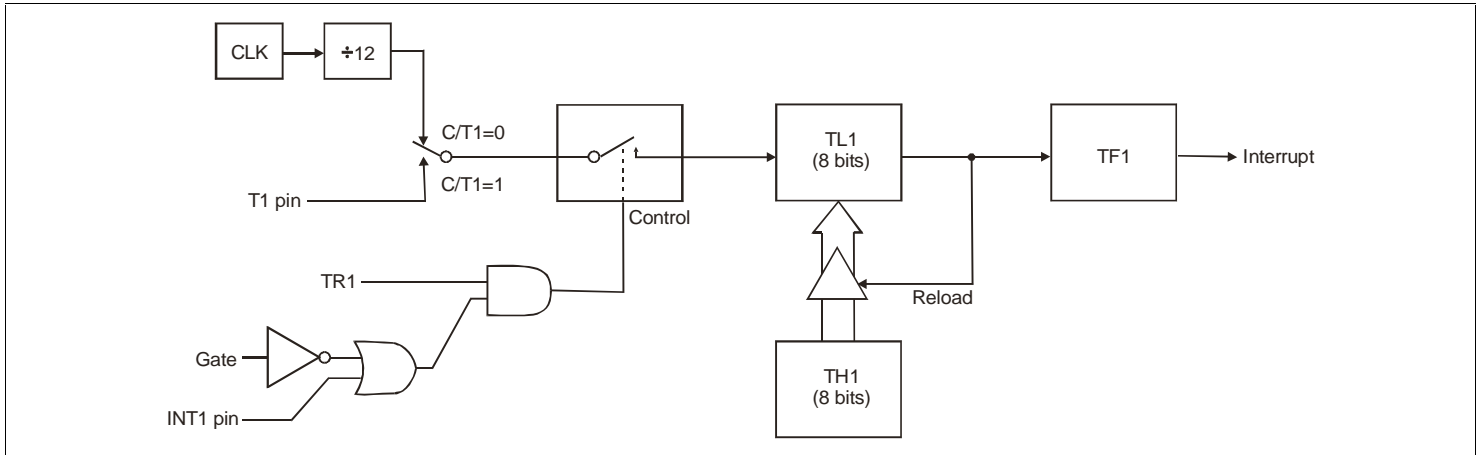 CLK
÷12
C/T1=0
C/T1=1
T1 pin
Control
TL1
(8 bits)
TF1
Interrupt
TR1
Reload
Gate
INT1 pin
TH1
(8 bits)